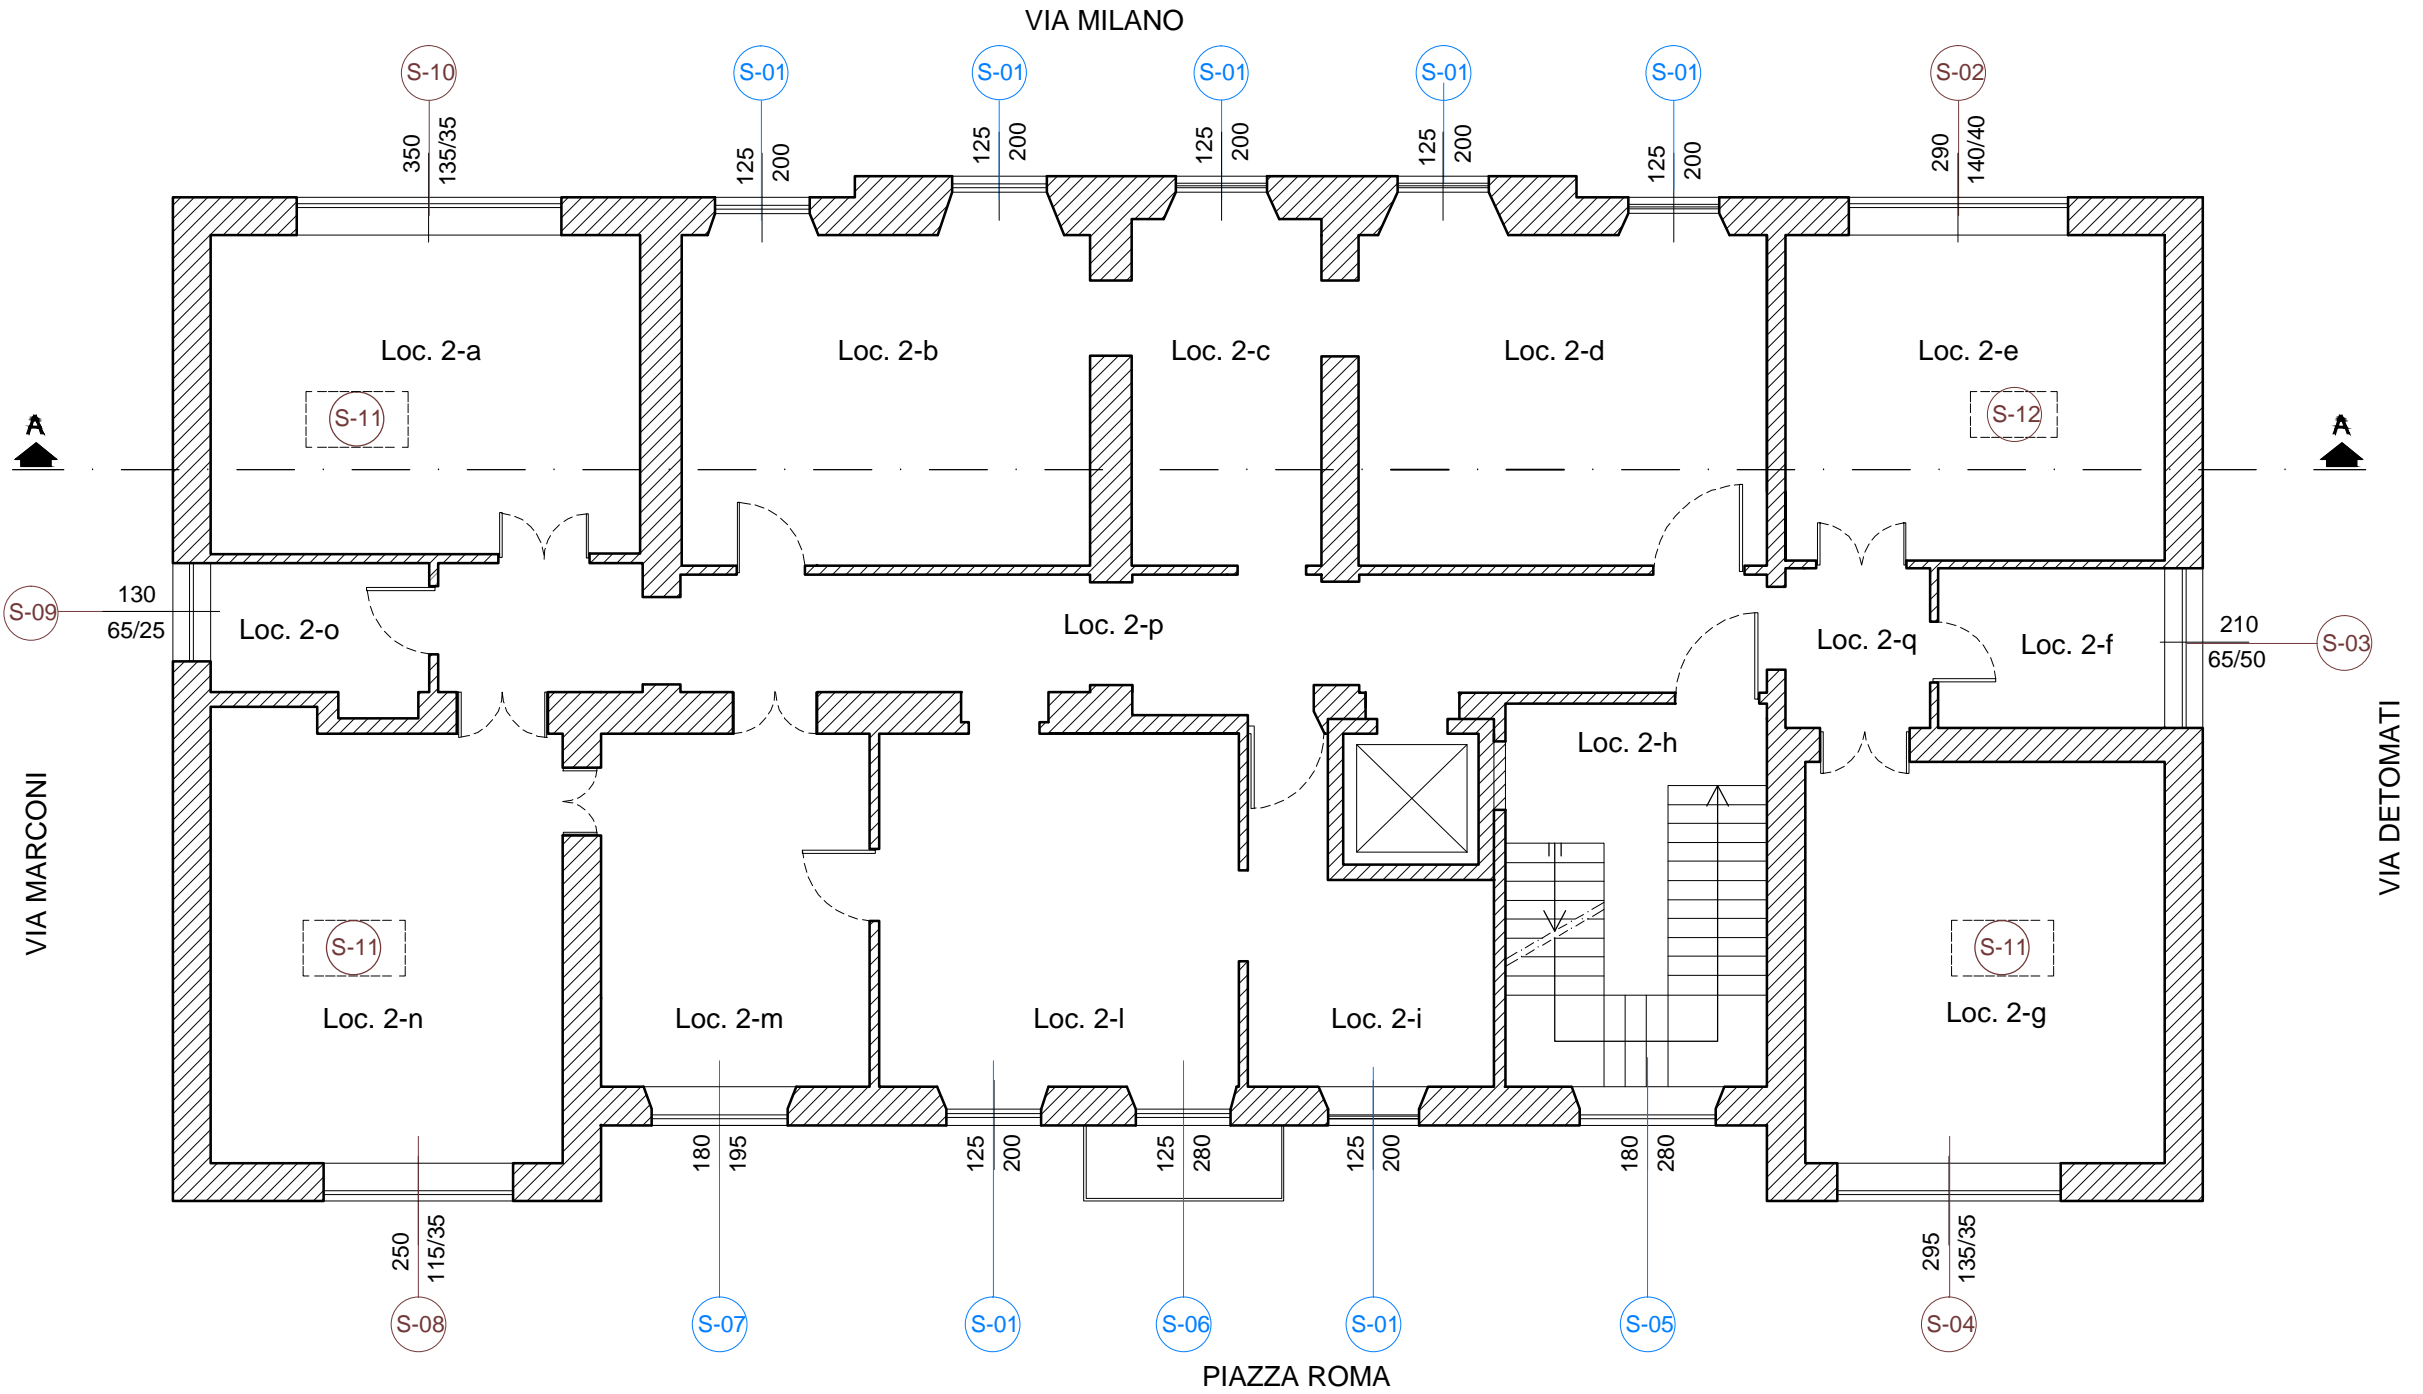 VIA MILANO
S-10
S-01
S-01
S-01
S-01
S-01
S-02
350
135/35
125
200
125
200
125
200
125
200
125
200
290
140/40
Loc. 2-a
Loc. 2-b
Loc. 2-c
Loc. 2-d
Loc. 2-e
S-11
S-12
A
A
S-09
130
65/25
Loc. 2-o
Loc. 2-p
Loc. 2-q
Loc. 2-f
210
65/50
S-03
Loc. 2-h
VIA MARCONI
VIA DETOMATI
S-11
S-11
Loc. 2-n
Loc. 2-m
Loc. 2-l
Loc. 2-i
Loc. 2-g
180
195
125
200
125
280
125
200
180
280
250
115/35
295
135/35
S-08
S-07
S-01
S-06
S-01
S-05
S-04
PIAZZA ROMA